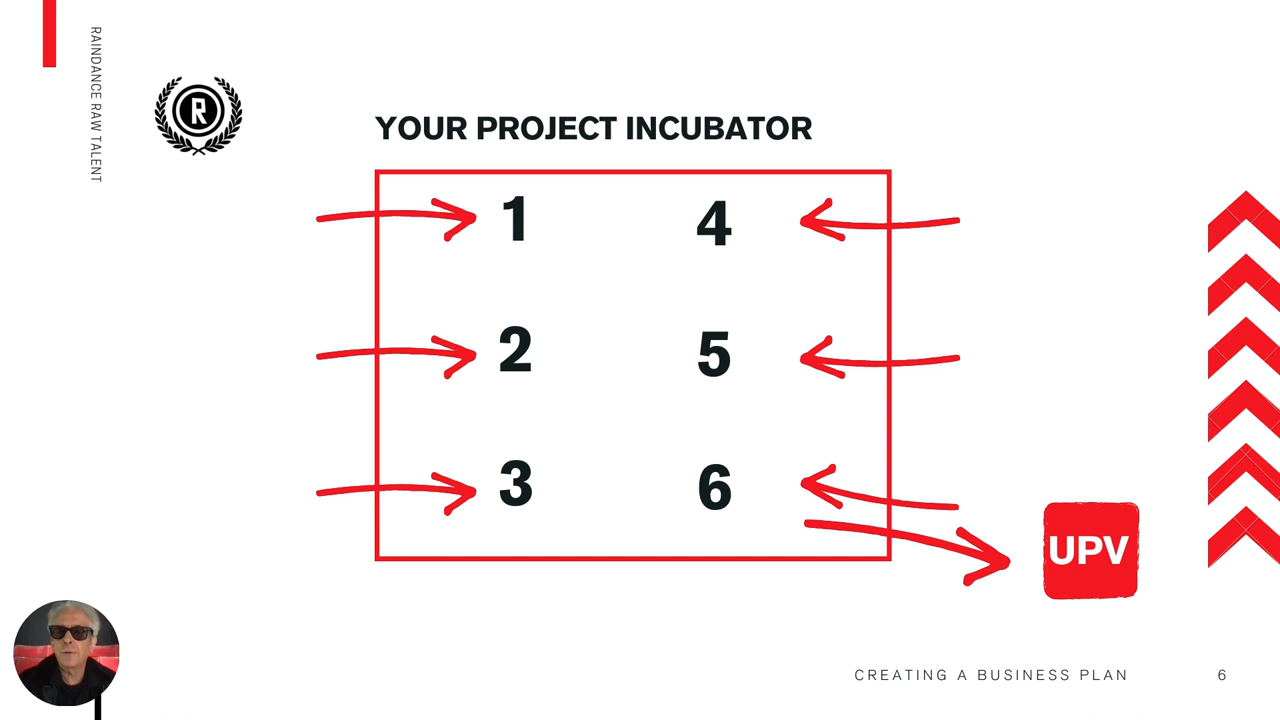 RAINDANCE RAW TALENT
R
YOUR PROJECT INCUBATOR
1 4
2 5
3 6
UPV
CREATING A BUSINESS PLAN 6